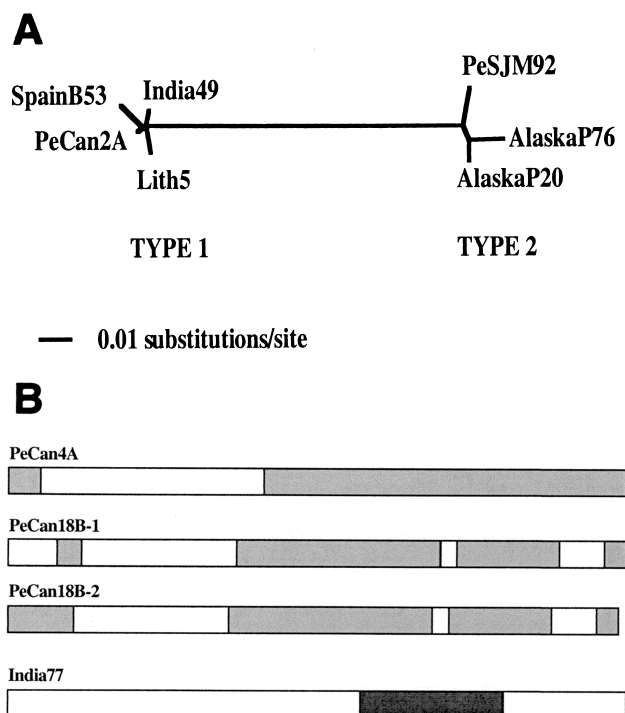 A
PeSJM92
SpainB53
India49
PeCan2A
AlaskaP76
Lith5
AlaskaP20
TYPE 1
TYPE 2
0.01 substitutions/site
B
PeCan4A
PeCan18B-1
PeCan18B-2
India77